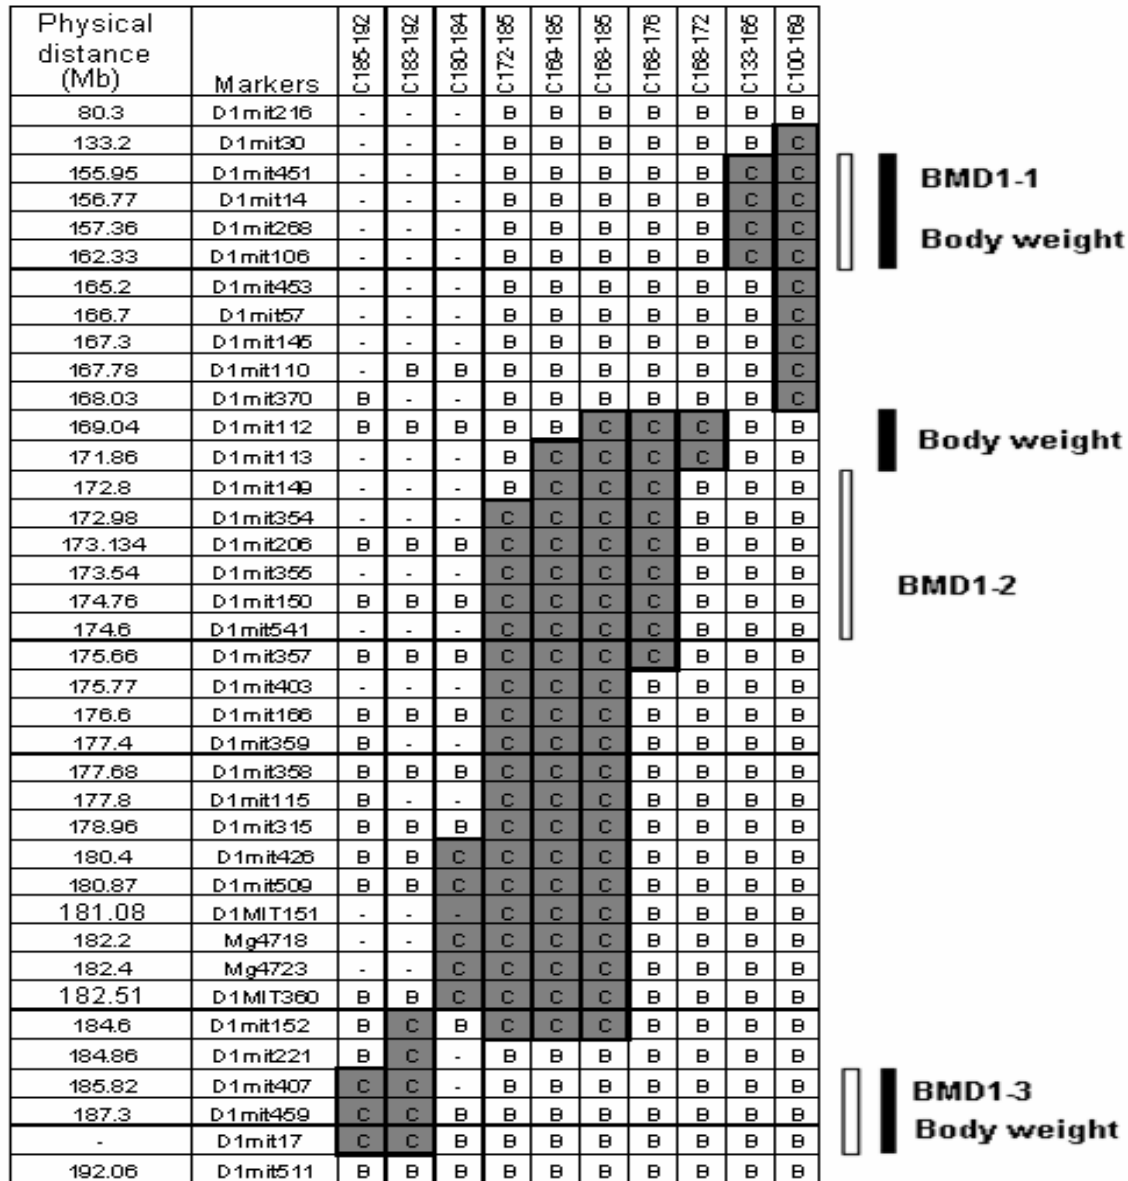 Physical distance (Mb) Markers C185-192 C183-192 C180-184 C172-185 C169-185 C168-185 C168-176 C168-172 C133-165 C100-169
80.3 D1mit216 - - - B B B B B B B
133.2 D1mit30 - - - B B B B B B C
155.95 D1mit451 - - - B B B B B C C
156.77 D1mit14 - - - B B B B B C C
157.36 D1mit268 - - - B B B B B C C
162.33 D1mit106 - - - B B B B B C C
165.2 D1mit453 - - - B B B B B B C
166.7 D1mit57 - - - B B B B B B C
167.3 D1mit145 - - - B B B B B B C
167.78 D1mit110 - B B B B B B B B C
168.03 D1mit370 B - - B B B B B B C
169.04 D1mit112 B B B B B C C C B B
171.86 D1mit113 - - - B C C C C B B
172.8 D1mit149 - - - B C C C B B B
172.98 D1mit354 - - - C C C C B B B
173.134 D1mit206 B B B C C C C B B B
173.54 D1mit355 - - - C C C C B B B
174.76 D1mit150 B B B C C C C B B B
174.6 D1mit541 - - - C C C C B B B
175.66 D1mit357 B B B C C C C B B B
175.77 D1mit403 - - - C C C B B B B
176.6 D1mit166 B B B C C C B B B B
177.4 D1mit359 B - - C C C B B B B
177.68 D1mit358 B B B C C C B B B B
177.8 D1mit115 B - - C C C B B B B
178.96 D1mit315 B B B C C C B B B B
180.4 D1mit426 B B C C C C B B B B
180.87 D1mit509 B B C C C C B B B B
181.08 D1MIT151 - - - C C C B B B B
182.2 Mg4718 - - C C C C B B B B
182.4 Mg4723 - - C C C C B B B B
182.51 D1MIT360 B B C C C C B B B B
184.6 D1mit152 B C B C C C B B B B
184.86 D1mit221 B C - B B B B B B B
185.82 D1mit407 C C - B B B B B B B
187.3 D1mit459 C C B B B B B B B B
- D1mit17 C C B B B B B B B B
192.06 D1mit511 B B B B B B B B B B
BMD1-1
Body weight
Body weight
BMD1-2
BMD1-3
Body weight